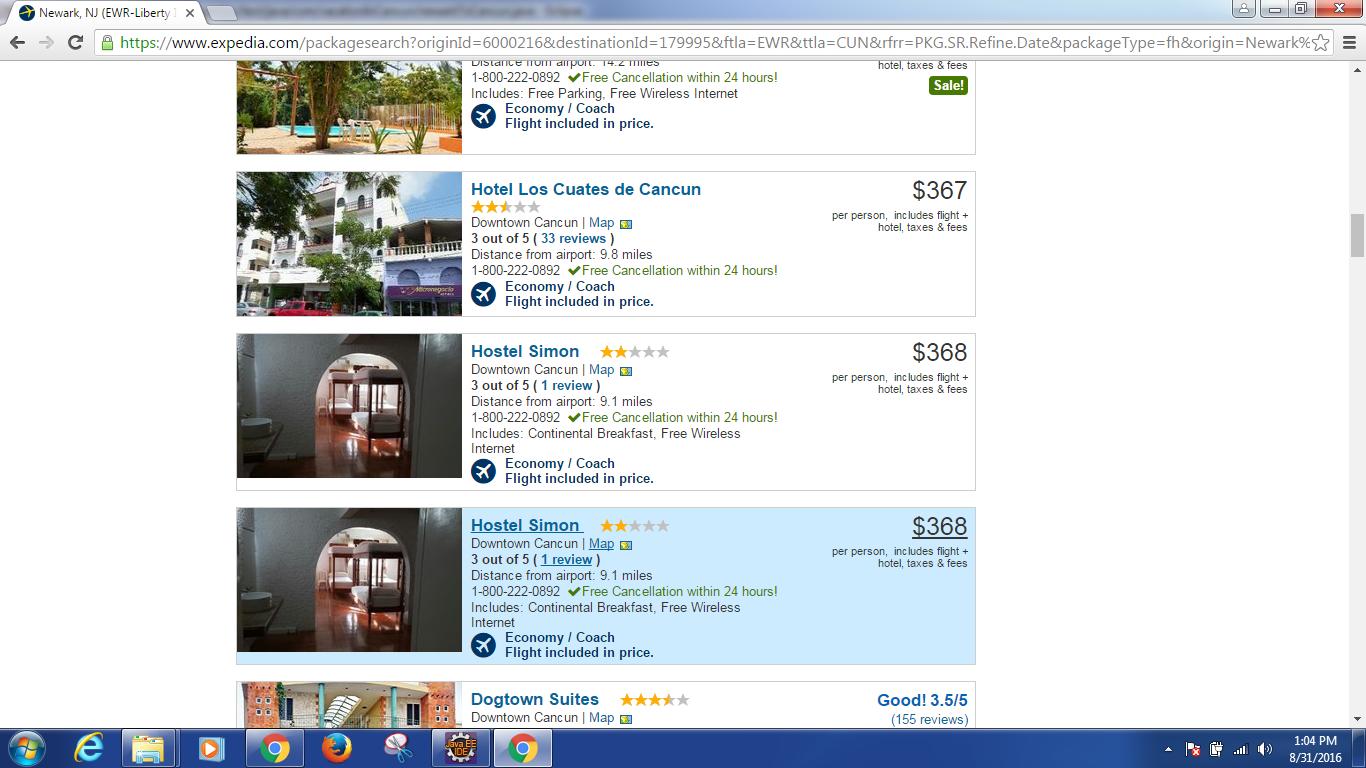 Newark, NJ (EWR-Liberty
https://www.expedia.com/packagesearch?originId=6000216&destinationId=179995&ftla=EWR&ttla=CUN&rfrr=PKG.SR.Refine.Date&packageType=fh&origin=Newark%
Distance from airport: 14.2 miles
1-800-222-0892 ✔Free Cancellation within 24 hours!
Includes: Free Parking, Free Wireless Internet
Economy / Coach
Flight included in price.
hotel, taxes & fees
Sale!
Hotel Los Cuates de Cancun
Downtown Cancun | Map
3 out of 5 ( 33 reviews )
Distance from airport: 9.8 miles
1-800-222-0892 ✔Free Cancellation within 24 hours!
Economy / Coach
Flight included in price.
$367
per person, includes flight +
hotel, taxes & fees
Hostel Simon
Downtown Cancun | Map
3 out of 5 ( 1 review )
Distance from airport: 9.1 miles
1-800-222-0892 ✔Free Cancellation within 24 hours!
Includes: Continental Breakfast, Free Wireless
Internet
Economy / Coach
Flight included in price.
$368
per person, includes flight +
hotel, taxes & fees
Hostel Simon
Downtown Cancun | Map
3 out of 5 ( 1 review )
Distance from airport: 9.1 miles
1-800-222-0892 ✔Free Cancellation within 24 hours!
Includes: Continental Breakfast, Free Wireless
Internet
Economy / Coach
Flight included in price.
$368
per person, includes flight +
hotel, taxes & fees
Dogtown Suites
Downtown Cancun | Map
Good! 3.5/5
(155 reviews)
Java EE
IDE
1:04 PM
8/31/2016